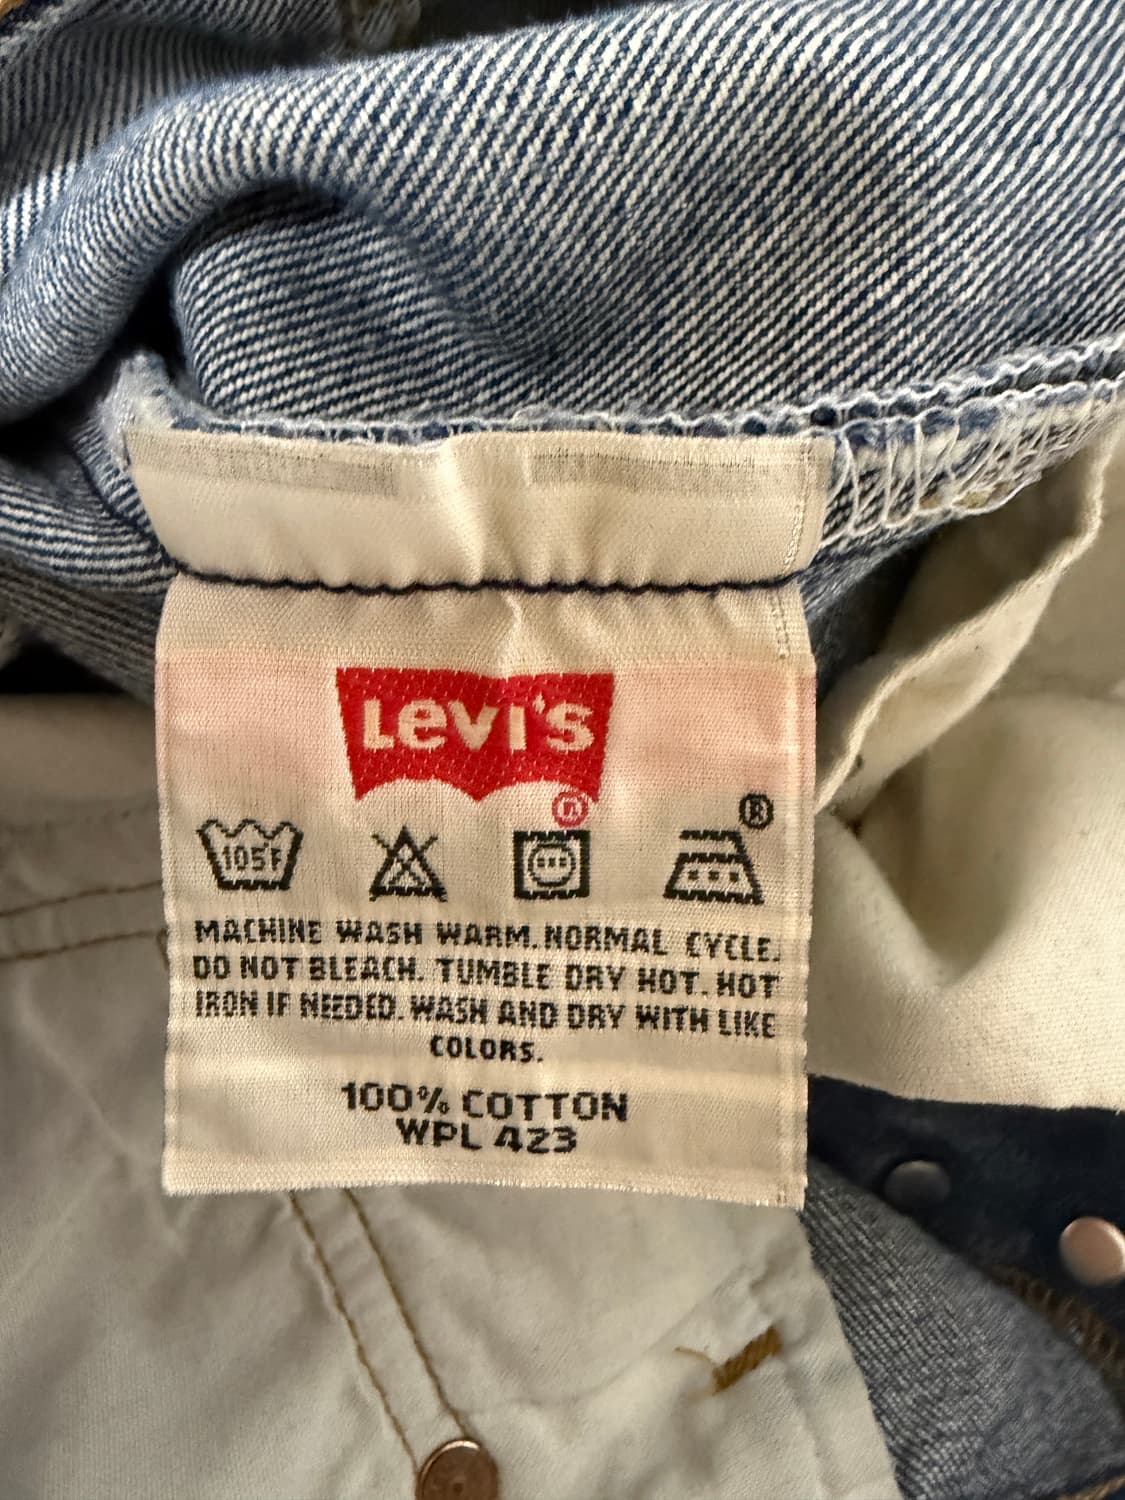 Levi's
®
®
105°F
MACHINE WASH WARM. NORMAL CYCLE.
DO NOT BLEACH. TUMBLE DRY HOT. HOT
IRON IF NEEDED. WASH AND DRY WITH LIKE
COLORS.
100% COTTON
WPL 423